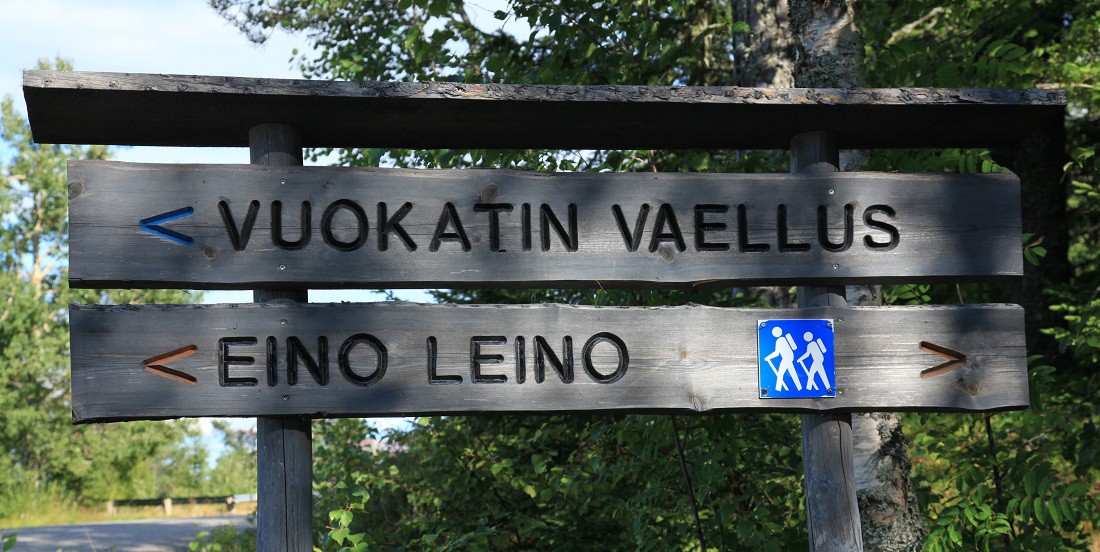 < VUOKATIN VAELLUS
< EINO LEINO >